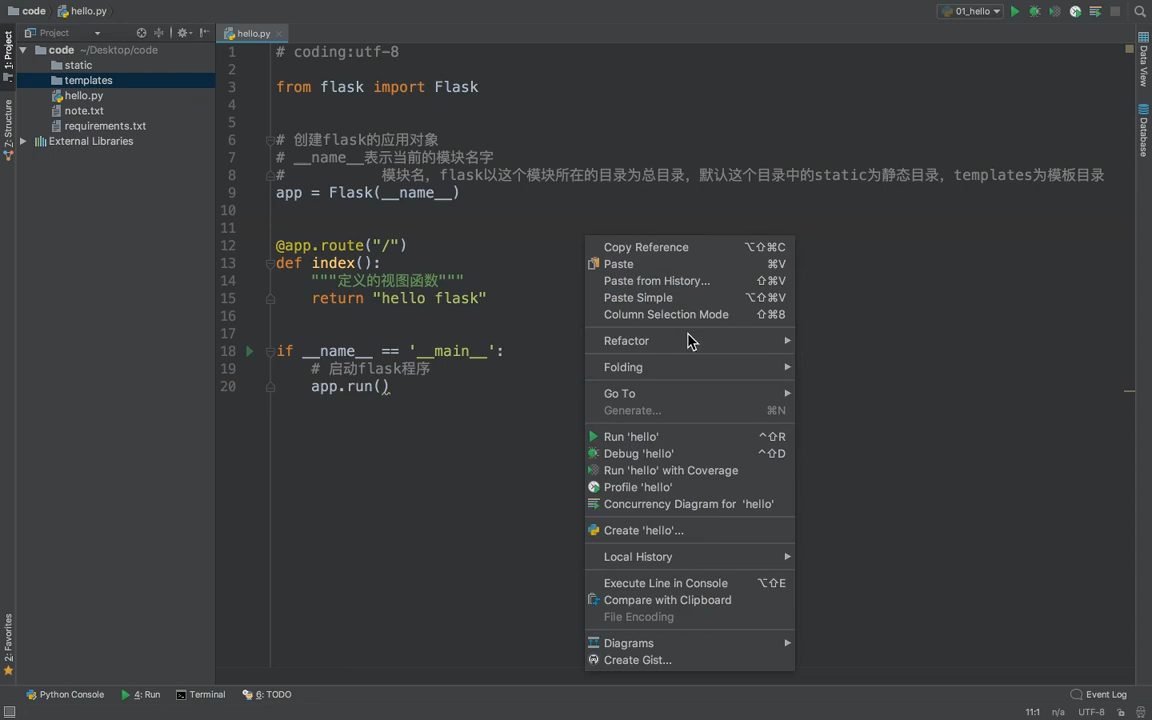 code hello.py 01_hello
Project
hello.py
1: Project
Z: Structure
2: Favorites
Data View
Database
code ~/Desktop/code
static
templates
hello.py
note.txt
requirements.txt
External Libraries
1 # coding:utf-8
2
3 from flask import Flask
4
5
6 # 创建flask的应用对象
7 # __name__表示当前的模块名字
8 # 模块名，flask以这个模块所在的目录为总目录，默认这个目录中的static为静态目录，templates为模板目录
9 app = Flask(__name__)
10
11
12 @app.route("/")
13 def index():
14 """定义的视图函数"""
15 return "hello flask"
16
17
18 if __name__ == '__main__':
19 # 启动flask程序
20 app.run()
Copy Reference ⌥⇧⌘C
Paste ⌘V
Paste from History... ⇧⌘V
Paste Simple ⌥⇧⌘V
Column Selection Mode ⇧⌘8
Refactor
Folding
Go To
Generate... ⌘N
Run 'hello' ^⇧R
Debug 'hello' ^⇧D
Run 'hello' with Coverage
Profile 'hello'
Concurrency Diagram for 'hello'
Create 'hello'...
Local History
Execute Line in Console ⌥⇧E
Compare with Clipboard
File Encoding
Diagrams
Create Gist...
Python Console 4: Run Terminal 6: TODO Event Log
11:1 n/a UTF-8